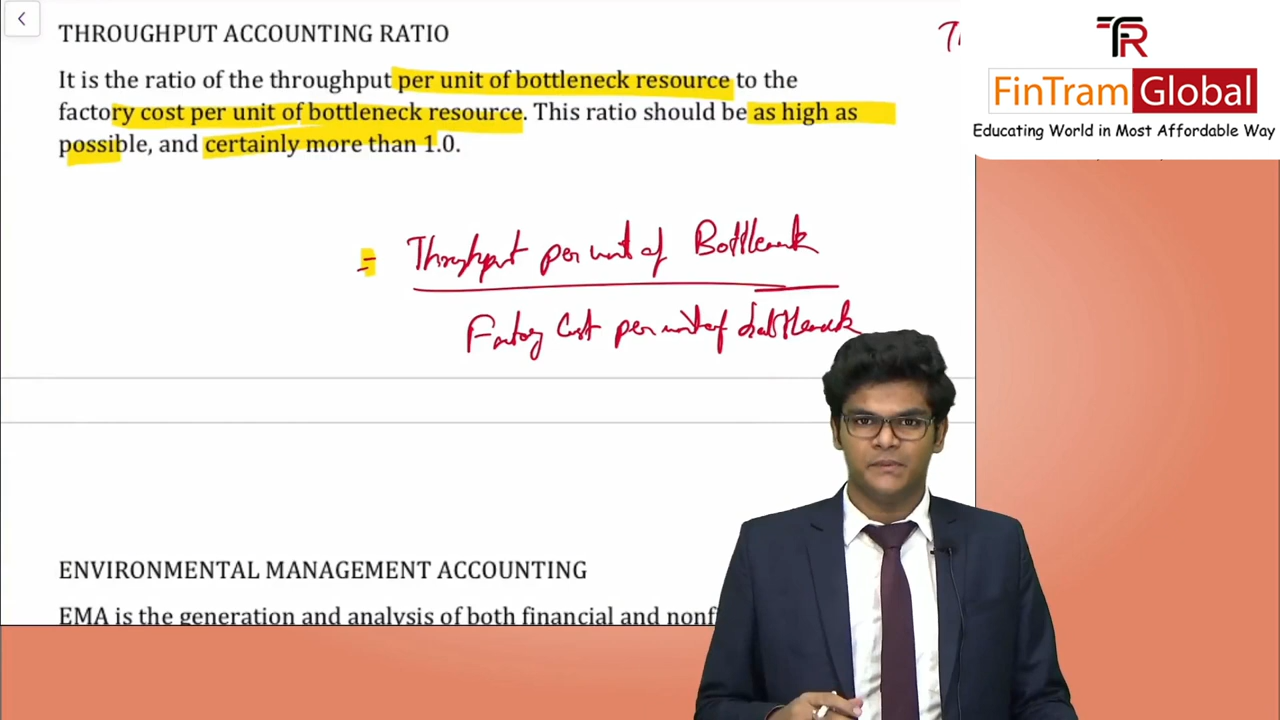 THROUGHPUT ACCOUNTING RATIO
It is the ratio of the throughput per unit of bottleneck resource to the
factory cost per unit of bottleneck resource. This ratio should be as high as
possible, and certainly more than 1.0.
= Throughput per unit of Bottleneck
Factory Cost per unit of bottleneck
ENVIRONMENTAL MANAGEMENT ACCOUNTING
EMA is the generation and analysis of both financial and nonf
FinTram Global
Educating World in Most Affordable Way